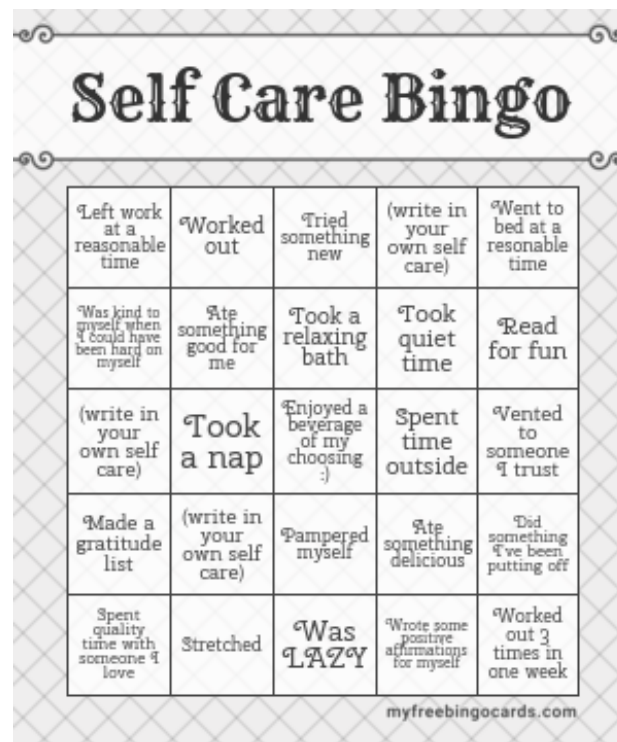 Self Care Bingo
Left work
at a
reasonable
time
Worked
out
Tried
something
new
(write in
your
own self
care)
Went to
bed at a
resonable
time
Was kind to
myself when
I could have
been hard on
myself
Ate
something
good for
me
Took a
relaxing
bath
Took
quiet
time
Read
for fun
(write in
your
own self
care)
Took
a nap
Enjoyed a
beverage
of my
choosing
:)
Spent
time
outside
Vented
to
someone
I trust
Made a
gratitude
list
(write in
your
own self
care)
Pampered
myself
Ate
something
delicious
Did
something
I've been
putting off
Spent
quality
time with
someone I
love
Stretched
Was
LAZY
Wrote some
positive
affirmations
for myself
Worked
out 3
times in
one week
myfreebingocards.com